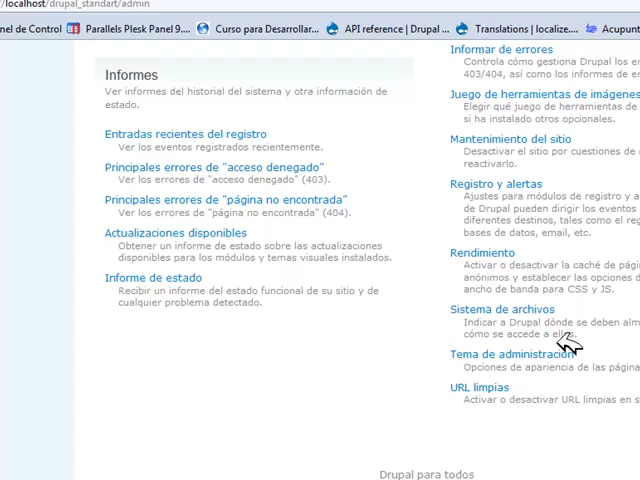 /localhost/drupal_standart/admin
nel de Control
Parallels Plesk Panel 9....
Curso para Desarrollar...
API reference | Drupal ...
Translations | localize....
Acupunt
Informes
Ver informes del historial del sistema y otra información de
estado.
Entradas recientes del registro
Ver los eventos registrados recientemente.
Principales errores de "acceso denegado"
Ver los errores de "acceso denegado" (403).
Principales errores de "página no encontrada"
Ver los errores de "página no encontrada" (404).
Actualizaciones disponibles
Obtener un informe de estado sobre las actualizaciones
disponibles para los módulos y temas visuales instalados.
Informe de estado
Recibir un informe del estado funcional de su sitio y de
cualquier problema detectado.
Informar de errores
Controla cómo gestiona Drupal los er
403/404, así como los informes de er
Juego de herramientas de imágenes
Elegir qué juego de herramientas de
si ha instalado otros opcionales.
Mantenimiento del sitio
Desactivar el sitio por cuestiones de
reactivarlo.
Registro y alertas
Ajustes para módulos de registro y a
de Drupal pueden dirigir los eventos
diferentes destinos, tales como el reg
bases de datos, email, etc.
Rendimiento
Activar o desactivar la caché de pági
anónimos y establecer las opciones d
ancho de banda para CSS y JS.
Sistema de archivos
Indicar a Drupal dónde se deben alm
cómo se accede a ellos.
Tema de administración
Opciones de apariencia de las página
URL limpias
Activar o desactivar URL limpias en s
Drupal para todos